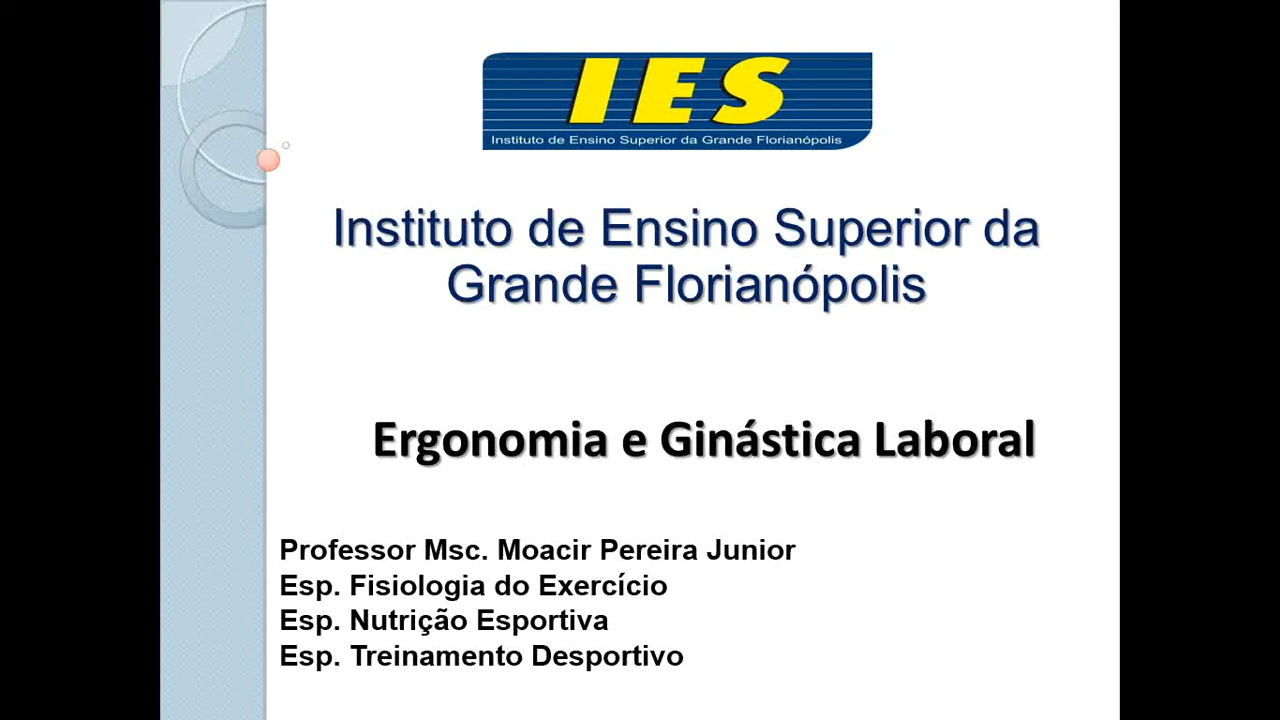 IES
Instituto de Ensino Superior da Grande Florianópolis
Instituto de Ensino Superior da
Grande Florianópolis
Ergonomia e Ginástica Laboral
Professor Msc. Moacir Pereira Junior
Esp. Fisiologia do Exercício
Esp. Nutrição Esportiva
Esp. Treinamento Desportivo